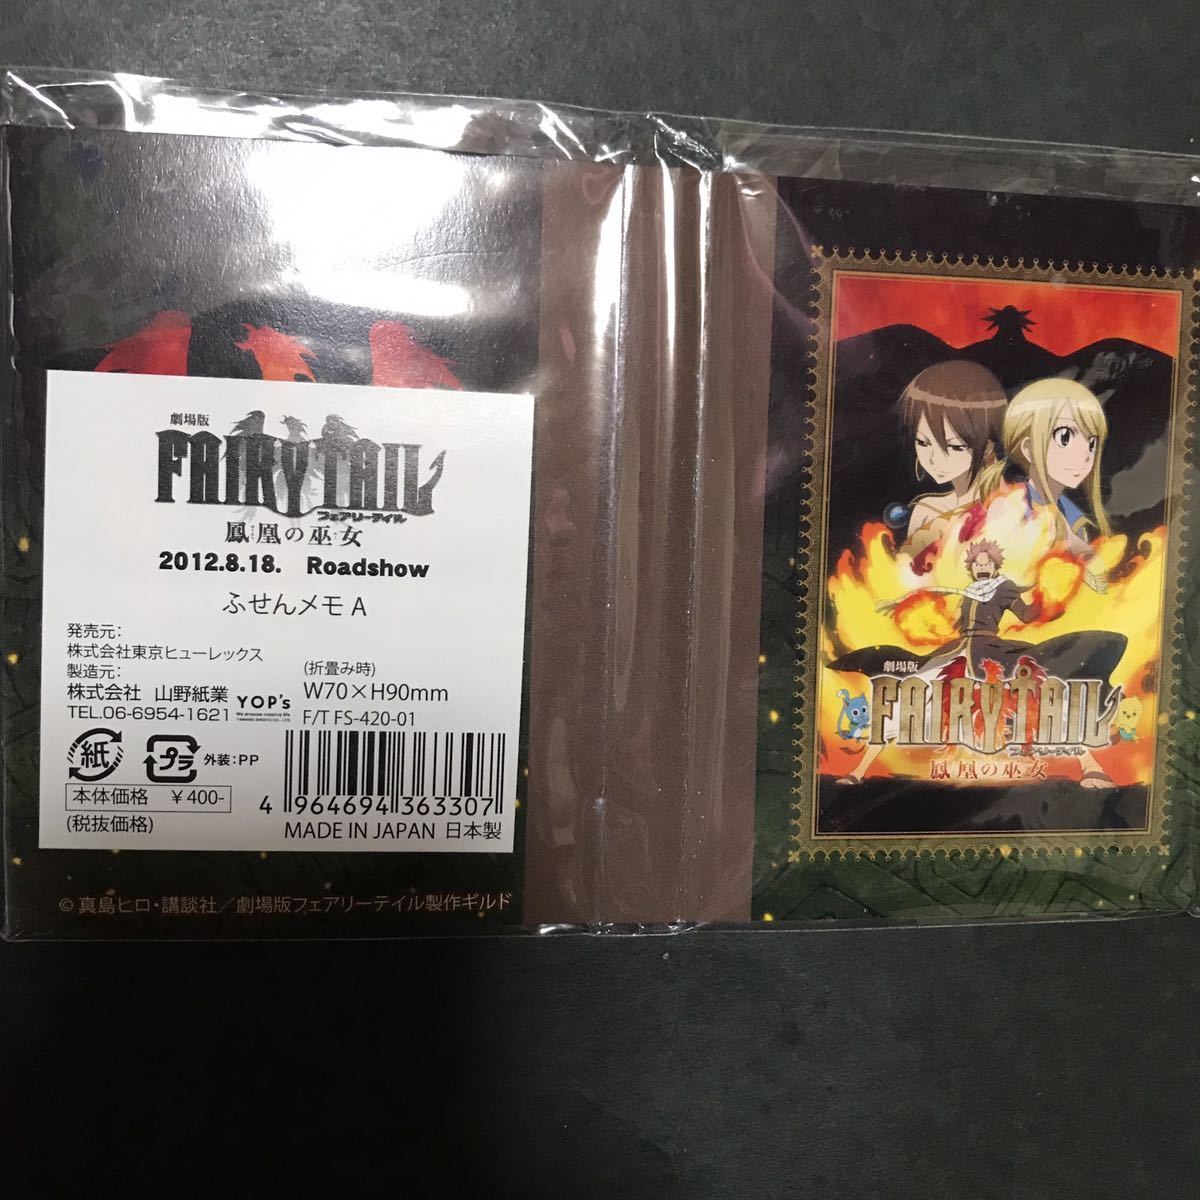 劇場版
FAIRY TAIL
フェアリーテイル
鳳凰の巫女
2012.8.18. Roadshow
ふせんメモ A
発売元:
株式会社東京ヒューレックス
製造元:
株式会社 山野紙業
TEL.06-6954-1621
YOP's
(折畳み時)
W70×H90mm
F/T FS-420-01
紙
プラ
外装:PP
本体価格 ¥400-
(税抜価格)
4 964694 363307
MADE IN JAPAN 日本製
© 真島ヒロ・講談社/劇場版フェアリーテイル製作ギルド
劇場版
FAIRY TAIL
フェアリーテイル
鳳凰の巫女